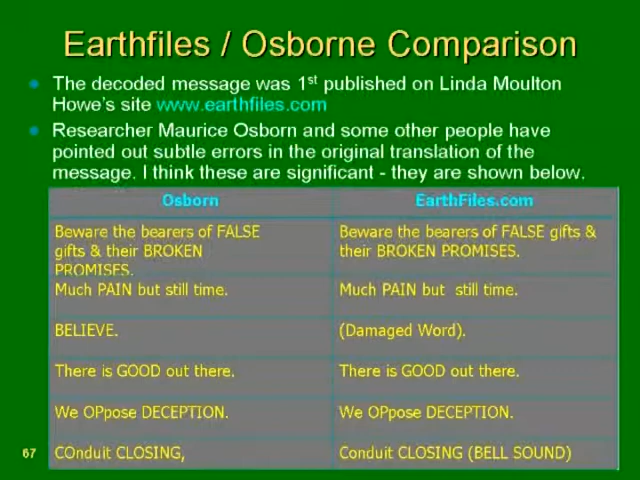 Earthfiles / Osborne Comparison
The decoded message was 1st published on Linda Moulton
Howe's site www.earthfiles.com
Researcher Maurice Osborn and some other people have
pointed out subtle errors in the original translation of the
message. I think these are significant - they are shown below.
Osborn EarthFiles.com
Beware the bearers of FALSE
gifts & their BROKEN
PROMISES.
Beware the bearers of FALSE gifts &
their BROKEN PROMISES.
Much PAIN but still time. Much PAIN but still time.
BELIEVE. (Damaged Word).
There is GOOD out there. There is GOOD out there.
We OPpose DECEPTION. We OPpose DECEPTION.
COnduit CLOSING, Conduit CLOSING (BELL SOUND)
67